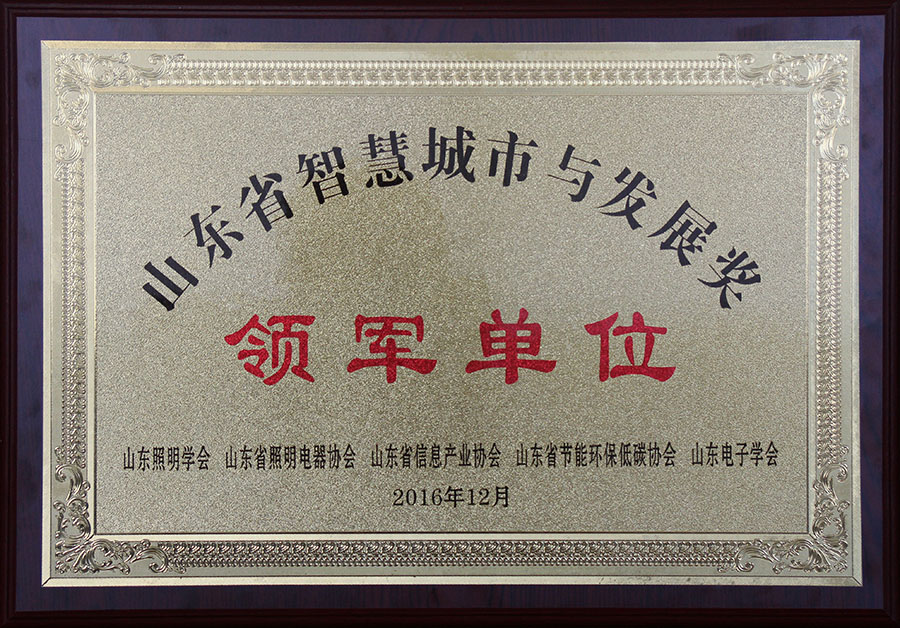 山东省智慧城市与发展奖
领军单位
山东照明学会 山东省照明电器协会 山东省信息产业协会 山东省节能环保低碳协会 山东电子学会
2016年12月